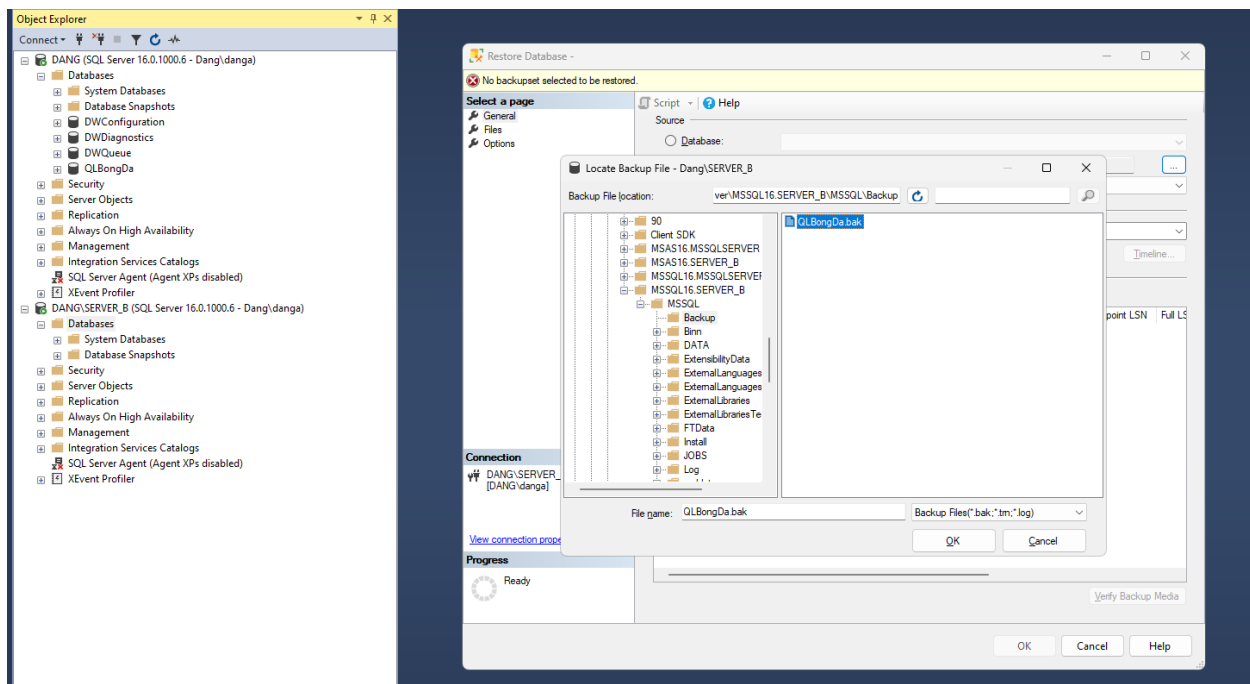 Object Explorer
Connect
DANG (SQL Server 16.0.1000.6 - Dang\danga)
Databases
System Databases
Database Snapshots
DWConfiguration
DWDiagnostics
DWQueue
QLBongDa
Security
Server Objects
Replication
Always On High Availability
Management
Integration Services Catalogs
SQL Server Agent (Agent XPs disabled)
XEvent Profiler
DANG\SERVER_B (SQL Server 16.0.1000.6 - Dang\danga)
Databases
System Databases
Database Snapshots
Security
Server Objects
Replication
Always On High Availability
Management
Integration Services Catalogs
SQL Server Agent (Agent XPs disabled)
XEvent Profiler
Restore Database -
No backupset selected to be restored.
Select a page
General
Files
Options
Script Help
Source
Database:
...
Timeline...
point LSN Full LS
Locate Backup File - Dang\SERVER_B
Backup File location: ver\MSSQL16.SERVER_B\MSSQL\Backup
90
Client SDK
MSAS16.MSSQLSERVER
MSAS16.SERVER_B
MSSQL16.MSSQLSERVER
MSSQL16.SERVER_B
MSSQL
Backup
Binn
DATA
ExtensibilityData
ExternalLanguages
ExternalLanguages
ExternalLibraries
ExternalLibrariesTe
FTData
Install
JOBS
Log
QLBongDa.bak
File name: QLBongDa.bak Backup Files(*.bak;*.trn;*.log)
OK Cancel
Connection
DANG\SERVER_
[DANG\danga]
View connection prope
Progress
Ready
Verify Backup Media
OK Cancel Help